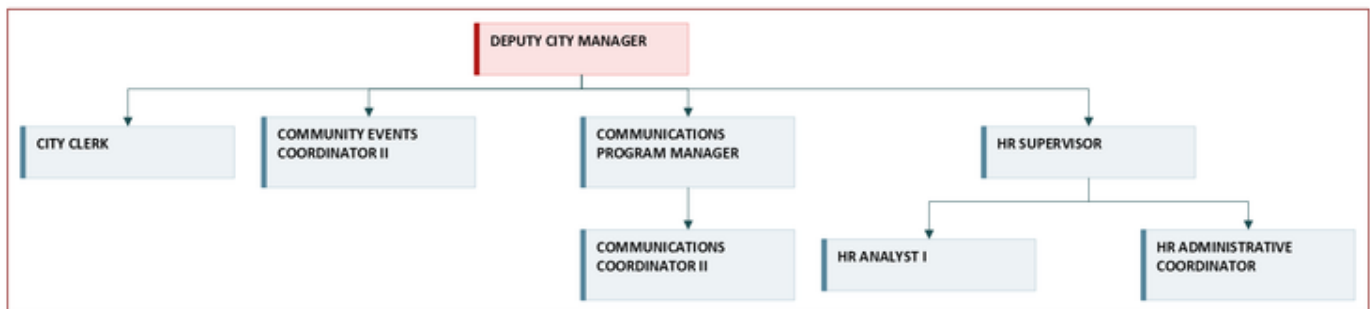 DEPUTY CITY MANAGER
CITY CLERK
COMMUNITY EVENTS
COORDINATOR II
COMMUNICATIONS
PROGRAM MANAGER
HR SUPERVISOR
COMMUNICATIONS
COORDINATOR II
HR ANALYST I
HR ADMINISTRATIVE
COORDINATOR